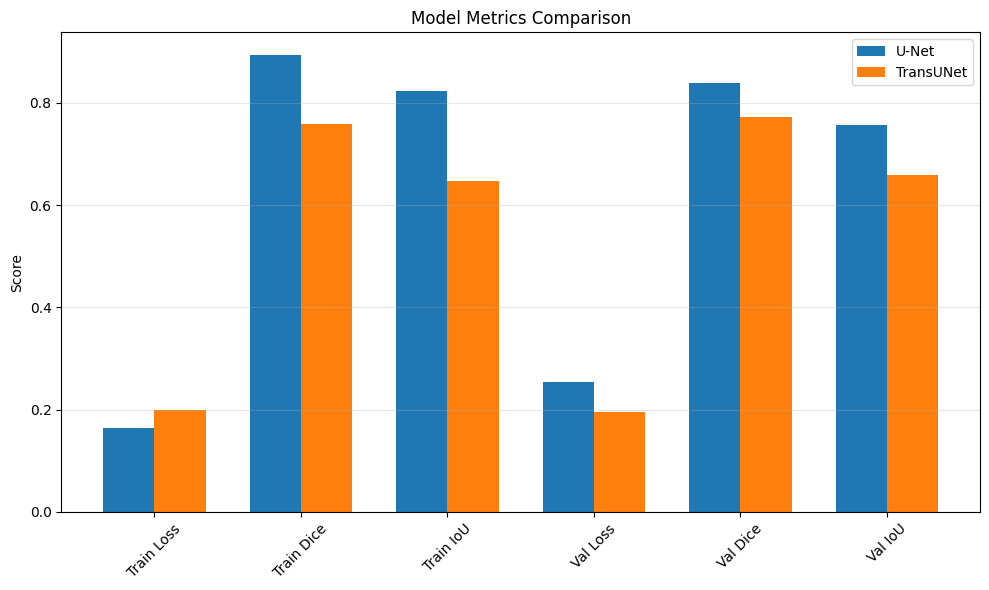 Model Metrics Comparison
U-Net
TransUNet
Score
0.8
0.6
0.4
0.2
0.0
Train Loss
Train Dice
Train IoU
Val Loss
Val Dice
Val IoU